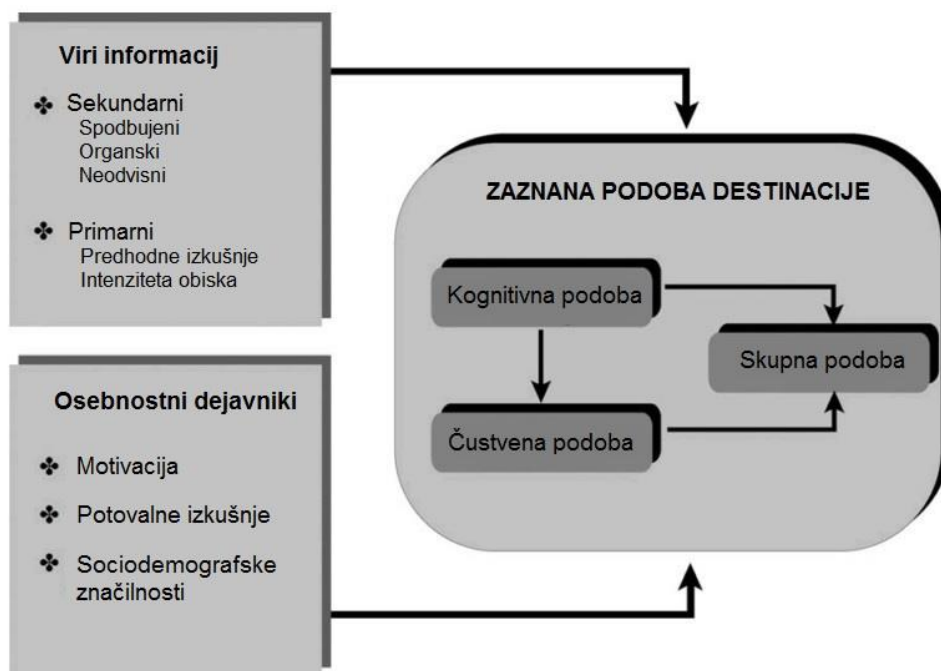 Viri informacij
Sekundarni
Spodbujeni
Organski
Neodvisni
Primarni
Predhodne izkušnje
Intenziteta obiska
Osebnostni dejavniki
Motivacija
Potovalne izkušnje
Sociodemografske
značilnosti
ZAZNANA PODOBA DESTINACIJE
Kognitivna podoba
Skupna podoba
Čustvena podoba